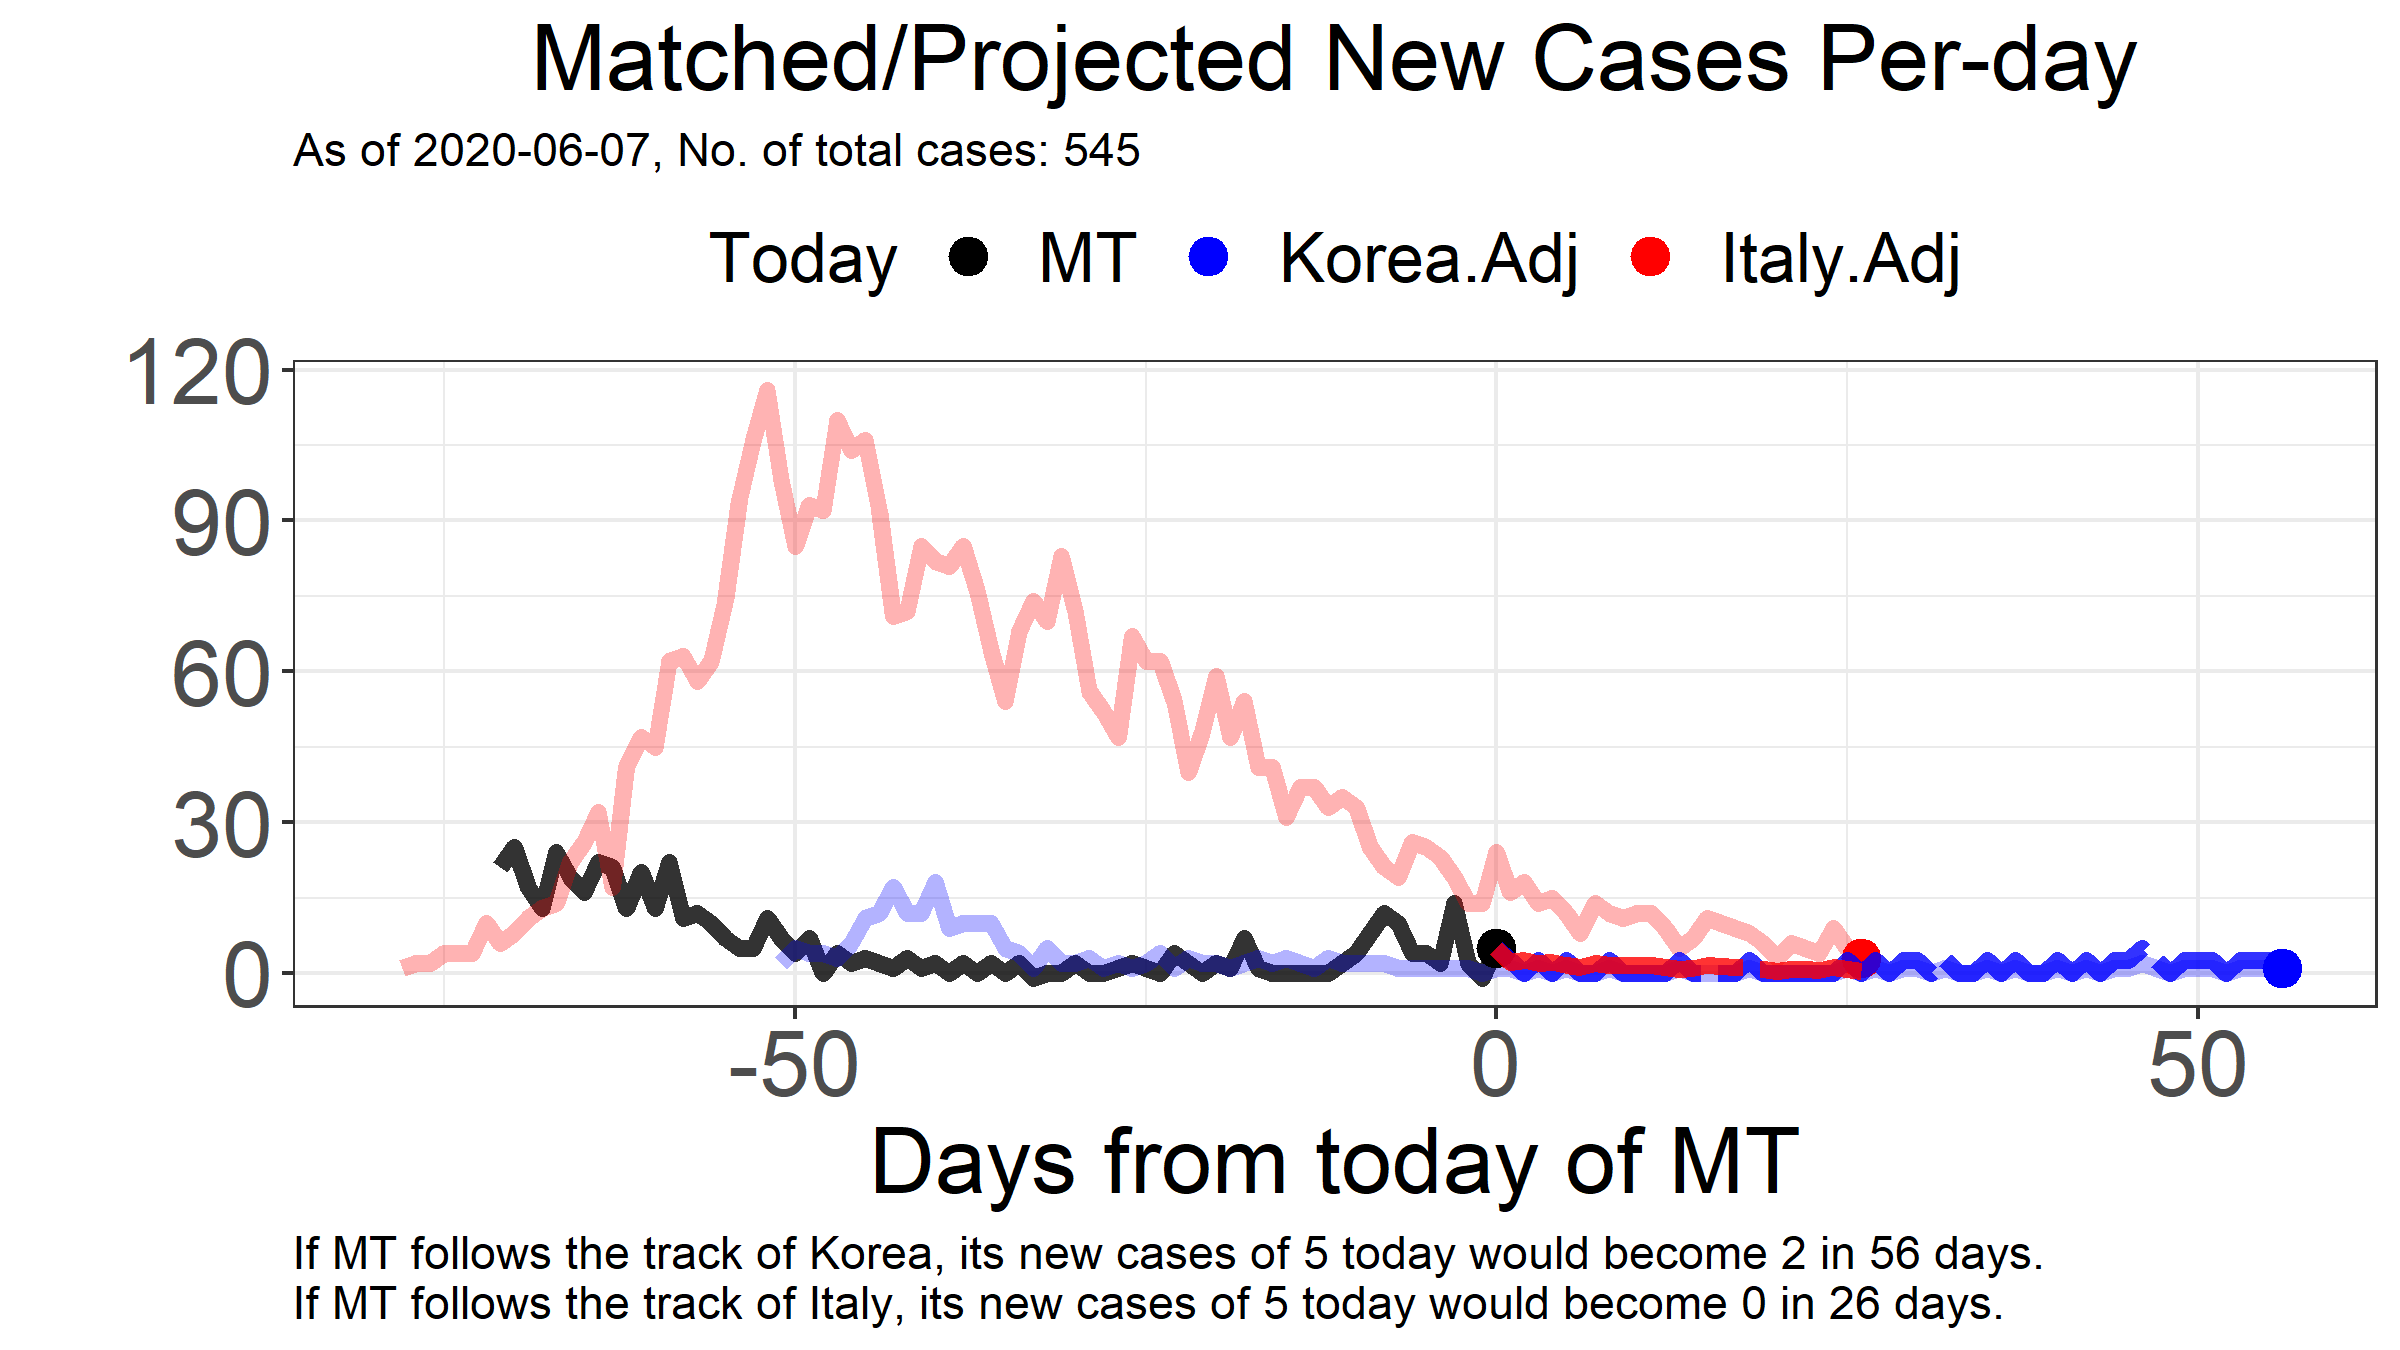 Matched/Projected New Cases Per-day
As of 2020-06-07, No. of total cases: 545
Today MT Korea.Adj Italy.Adj
120
90
60
30
0
-50 0 50
Days from today of MT
If MT follows the track of Korea, its new cases of 5 today would become 2 in 56 days.
If MT follows the track of Italy, its new cases of 5 today would become 0 in 26 days.